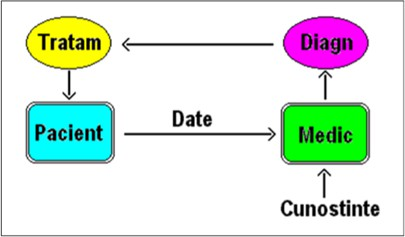 Tratam
Diagn
Date
Pacient
Medic
Cunostinte